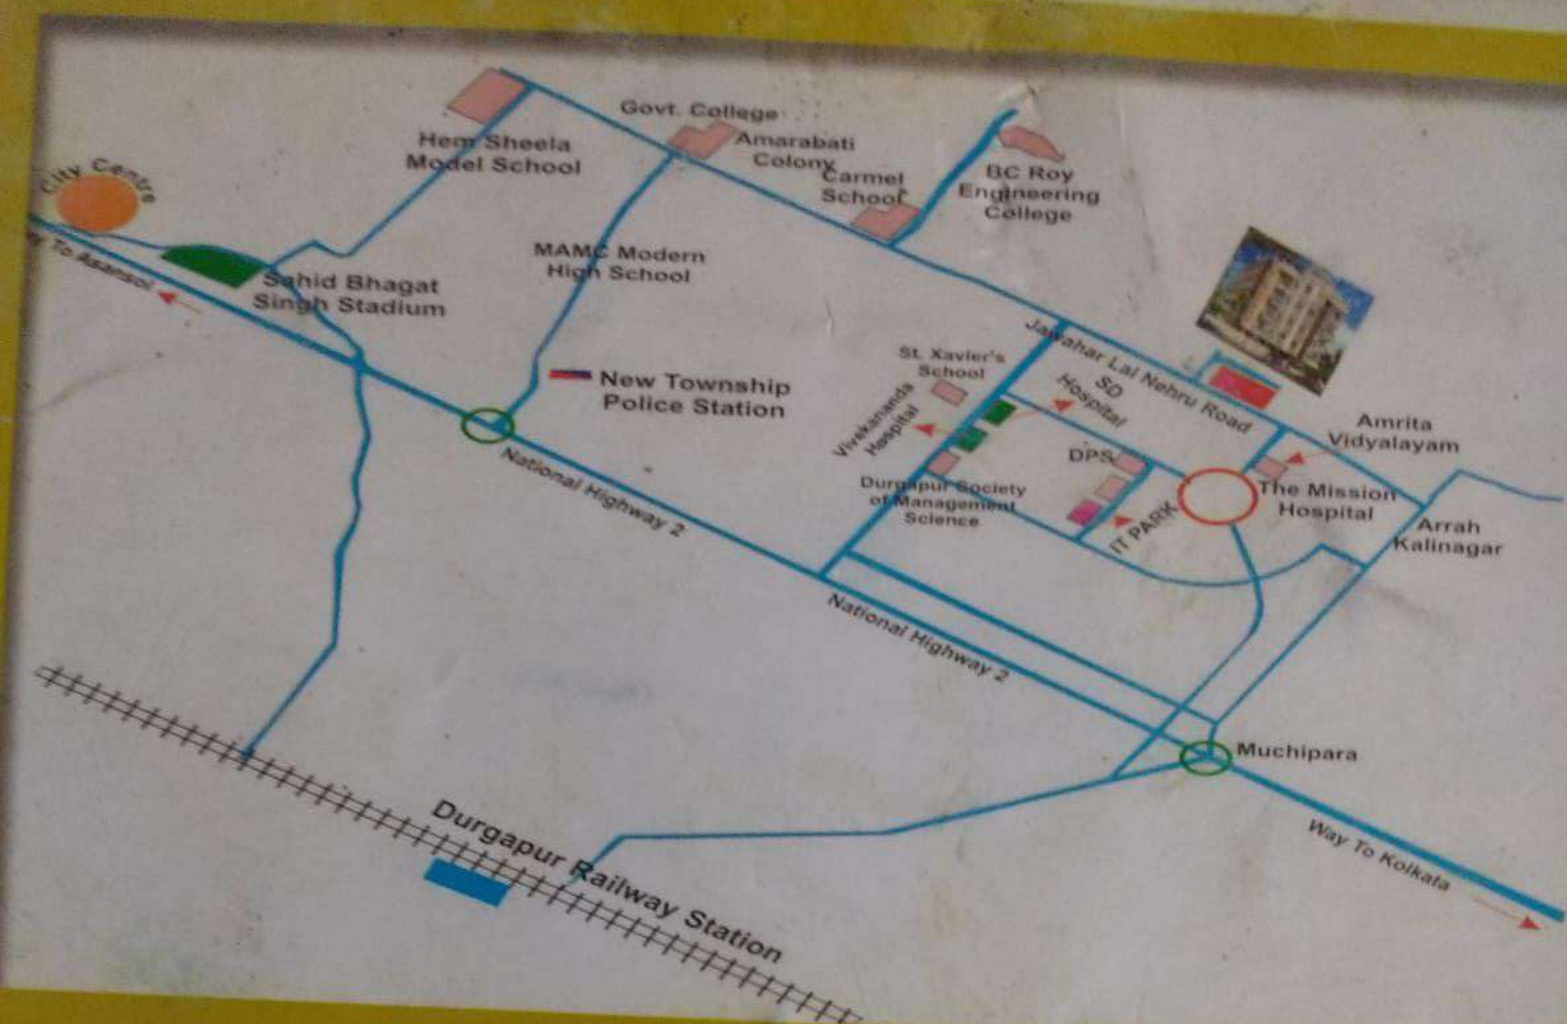 Govt. College
Hem Sheela
Model School
Amarabati
Colony
Carmel
School
BC Roy
Engineering
College
City Centre
To Asansol
Sahid Bhagat
Singh Stadium
MAMC Modern
High School
New Township
Police Station
St. Xavier's
School
Vivekananda
Hospital
Jawahar Lal Nehru Road
SD
Hospital
Amrita
Vidyalayam
DPS
Durgapur Society
of Management
Science
IT PARK
The Mission
Hospital
Arrah
Kalinagar
National Highway 2
National Highway 2
Muchipara
Way To Kolkata
Durgapur Railway Station